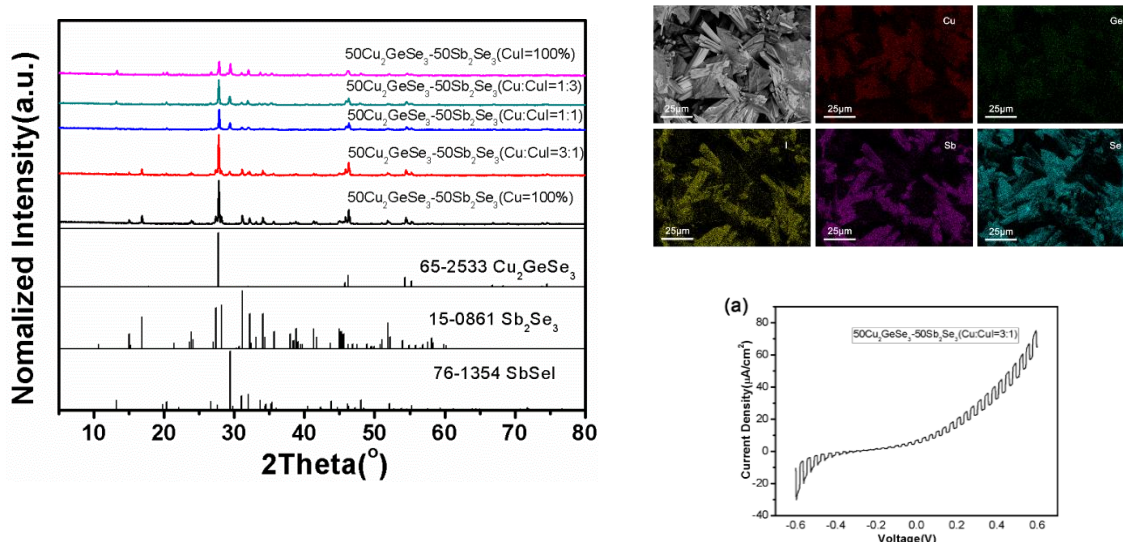 Nomalized Intensity(a.u.)
50Cu₂GeSe₃-50Sb₂Se₃(CuI=100%)
50Cu₂GeSe₃-50Sb₂Se₃(Cu:CuI=1:3)
50Cu₂GeSe₃-50Sb₂Se₃(Cu:CuI=1:1)
50Cu₂GeSe₃-50Sb₂Se₃(Cu:CuI=3:1)
50Cu₂GeSe₃-50Sb₂Se₃(Cu=100%)
65-2533 Cu₂GeSe₃
15-0861 Sb₂Se₃
76-1354 SbSeI
10 20 30 40 50 60 70 80
2Theta(°)
25μm
Cu
25μm
Ge
25μm
I
25μm
Sb
25μm
Se
25μm
(a)
50Cu₂GeSe₃-50Sb₂Se₃(Cu:CuI=3:1)
Current Density(μA/cm²)
80
60
40
20
0
-20
-40
-0.6 -0.4 -0.2 0.0 0.2 0.4 0.6
Voltage(V)